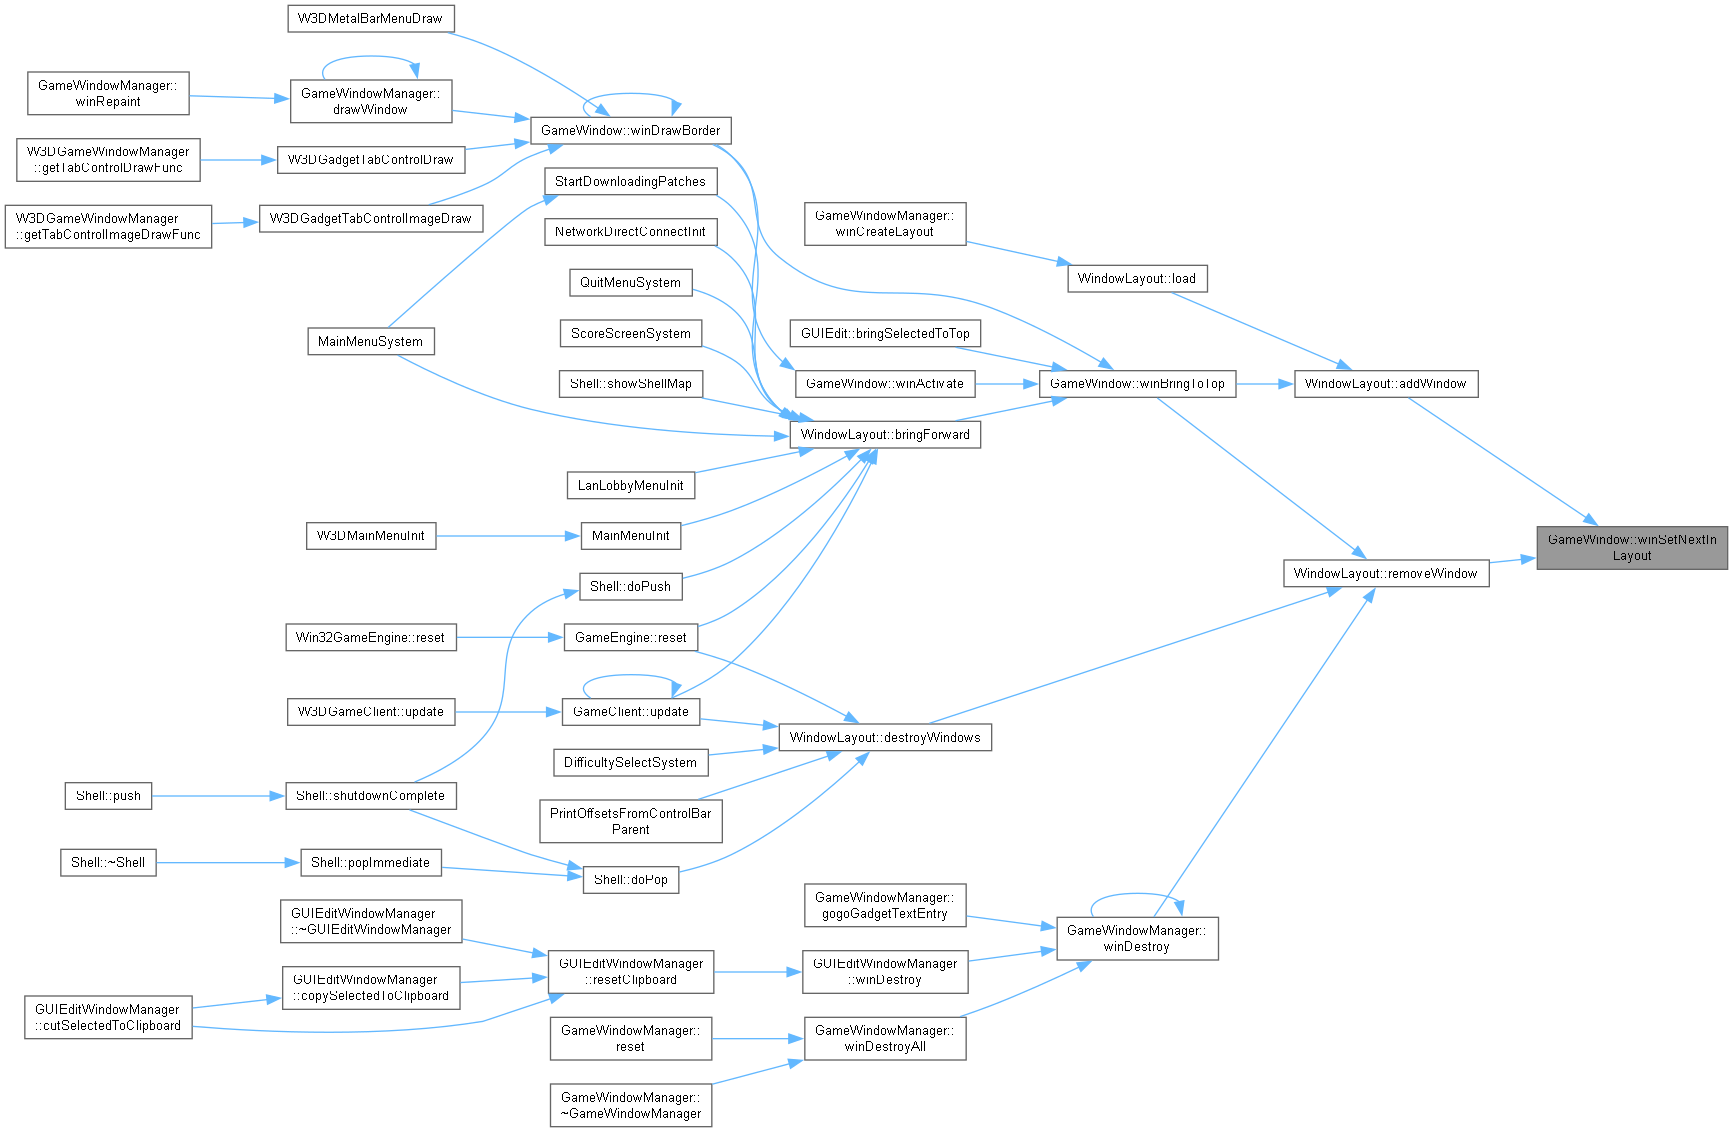 W3DMetalBarMenuDraw
GameWindowManager::
winRepaint
GameWindowManager::
drawWindow
GameWindow::winDrawBorder
W3DGameWindowManager
::getTabControlDrawFunc
W3DGadgetTabControlDraw
StartDownloadingPatches
W3DGameWindowManager
::getTabControlImageDrawFunc
W3DGadgetTabControlImageDraw
NetworkDirectConnectInit
GameWindowManager::
winCreateLayout
QuitMenuSystem
WindowLayout::load
MainMenuSystem
ScoreScreenSystem
GUIEdit::bringSelectedToTop
Shell::showShellMap
GameWindow::winActivate
GameWindow::winBringToTop
WindowLayout::addWindow
WindowLayout::bringForward
LanLobbyMenuInit
W3DMainMenuInit
MainMenuInit
GameWindow::winSetNextIn
Layout
Shell::doPush
WindowLayout::removeWindow
Win32GameEngine::reset
GameEngine::reset
W3DGameClient::update
GameClient::update
WindowLayout::destroyWindows
DifficultySelectSystem
Shell::push
Shell::shutdownComplete
PrintOffsetsFromControlBar
Parent
Shell::~Shell
Shell::popImmediate
Shell::doPop
GUIEditWindowManager
::~GUIEditWindowManager
GameWindowManager::
gogoGadgetTextEntry
GameWindowManager::
winDestroy
GUIEditWindowManager
::copySelectedToClipboard
GUIEditWindowManager
::resetClipboard
GUIEditWindowManager
::winDestroy
GUIEditWindowManager
::cutSelectedToClipboard
GameWindowManager::
reset
GameWindowManager::
winDestroyAll
GameWindowManager::
~GameWindowManager